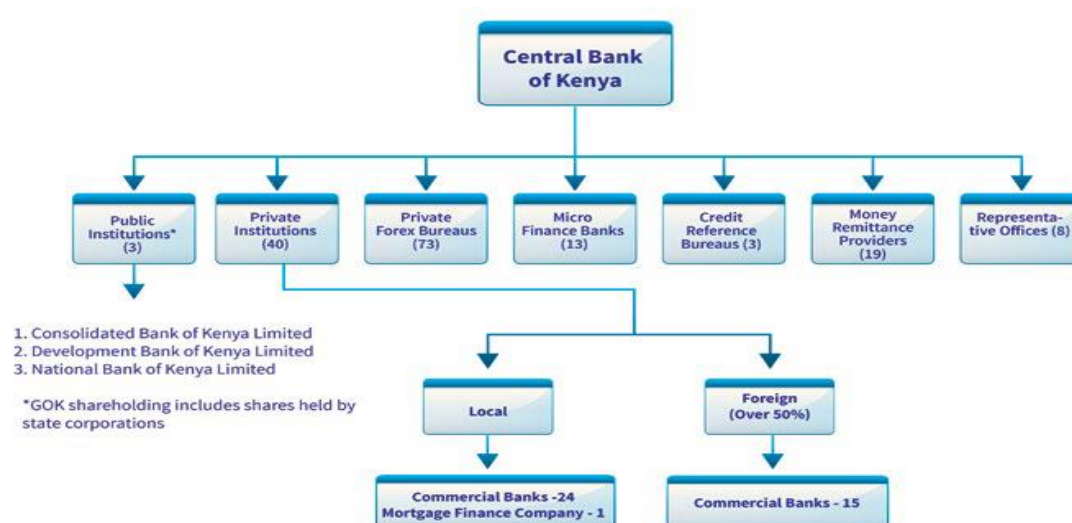 Central Bank
of Kenya
Public
Institutions*
(3)
Private
Institutions
(40)
Private
Forex Bureaus
(73)
Micro
Finance Banks
(13)
Credit
Reference
Bureaus (3)
Money
Remittance
Providers
(19)
Representa-
tive Offices (8)
1. Consolidated Bank of Kenya Limited
2. Development Bank of Kenya Limited
3. National Bank of Kenya Limited
*GOK shareholding includes shares held by
state corporations
Local
Foreign
(Over 50%)
Commercial Banks -24
Mortgage Finance Company - 1
Commercial Banks - 15